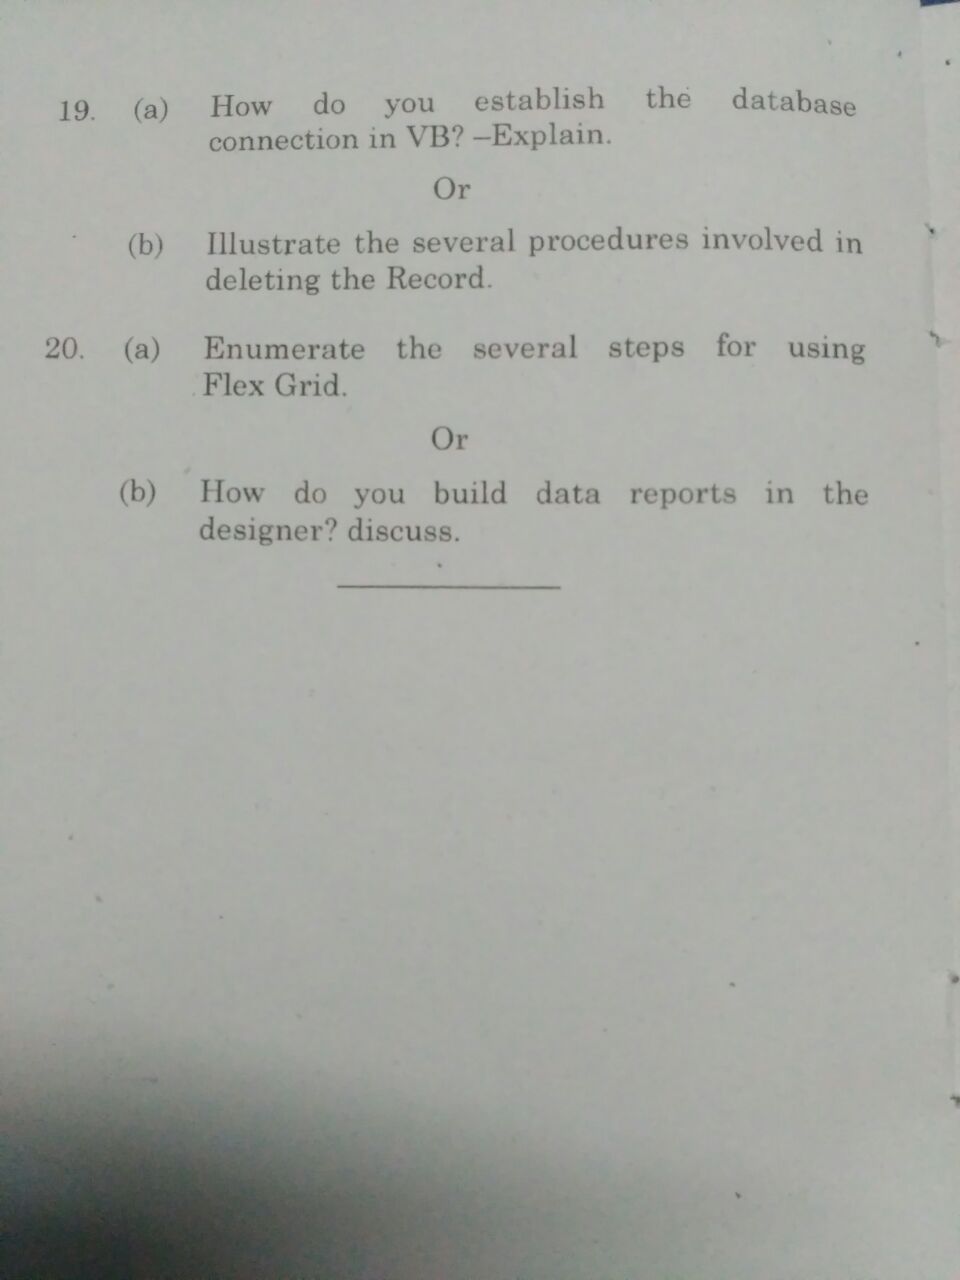 19. (a) How do you establish the database
connection in VB? –Explain.
Or
(b) Illustrate the several procedures involved in
deleting the Record.
20. (a) Enumerate the several steps for using
Flex Grid.
Or
(b) How do you build data reports in the
designer? discuss.